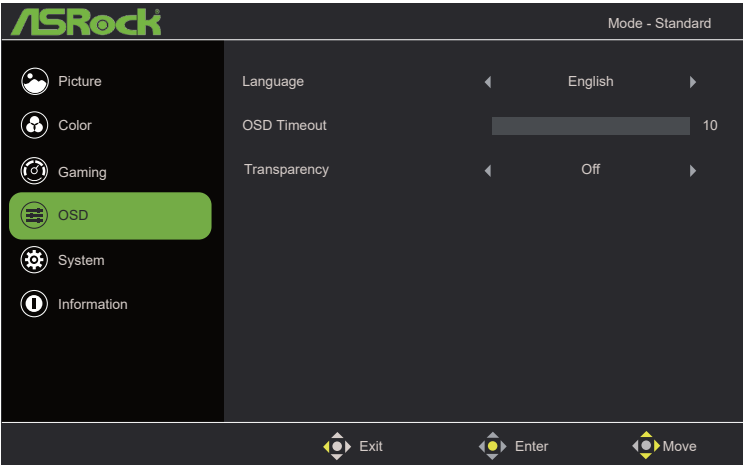 ASRock
Mode - Standard
Picture
Language English
Color
OSD Timeout 10
Gaming
Transparency Off
OSD
System
Information
Exit Enter Move